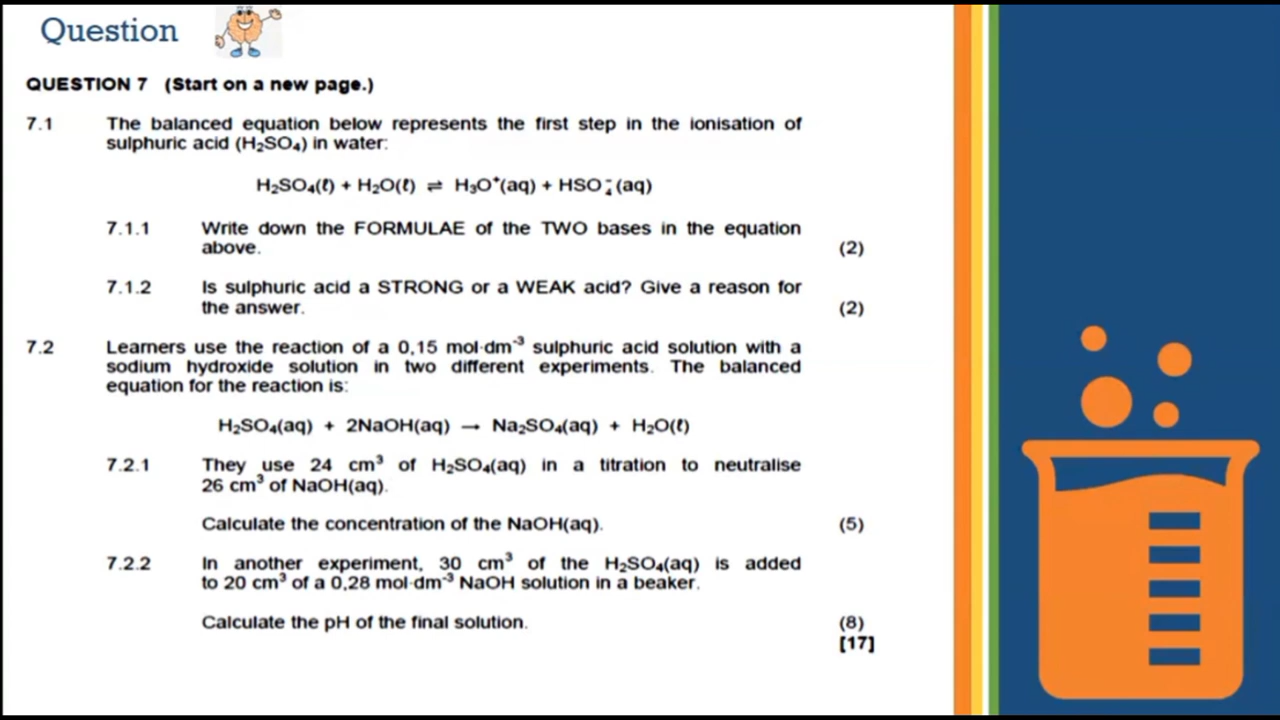 Question
QUESTION 7 (Start on a new page.)
7.1 The balanced equation below represents the first step in the ionisation of
sulphuric acid (H₂SO₄) in water:
H₂SO₄(ℓ) + H₂O(ℓ) ⇌ H₃O⁺(aq) + HSO₄⁻(aq)
7.1.1 Write down the FORMULAE of the TWO bases in the equation
above. (2)
7.1.2 Is sulphuric acid a STRONG or a WEAK acid? Give a reason for
the answer. (2)
7.2 Learners use the reaction of a 0,15 mol·dm⁻³ sulphuric acid solution with a
sodium hydroxide solution in two different experiments. The balanced
equation for the reaction is:
H₂SO₄(aq) + 2NaOH(aq) → Na₂SO₄(aq) + H₂O(ℓ)
7.2.1 They use 24 cm³ of H₂SO₄(aq) in a titration to neutralise
26 cm³ of NaOH(aq).
Calculate the concentration of the NaOH(aq). (5)
7.2.2 In another experiment, 30 cm³ of the H₂SO₄(aq) is added
to 20 cm³ of a 0,28 mol·dm⁻³ NaOH solution in a beaker.
Calculate the pH of the final solution. (8)
[17]